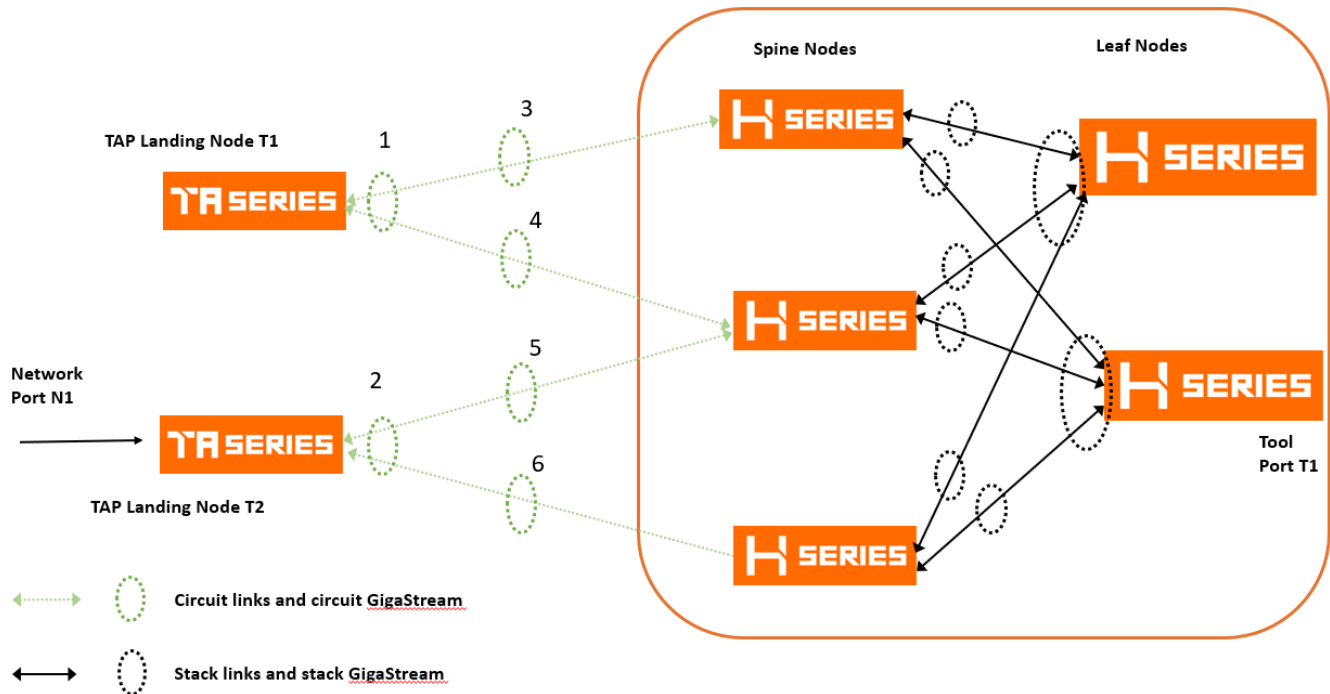 Spine Nodes
Leaf Nodes
3
H SERIES
TAP Landing Node T1
1
H SERIES
TA SERIES
4
H SERIES
5
Network
Port N1
2
H SERIES
TA SERIES
Tool
Port T1
6
TAP Landing Node T2
H SERIES
Circuit links and circuit GigaStream
Stack links and stack GigaStream